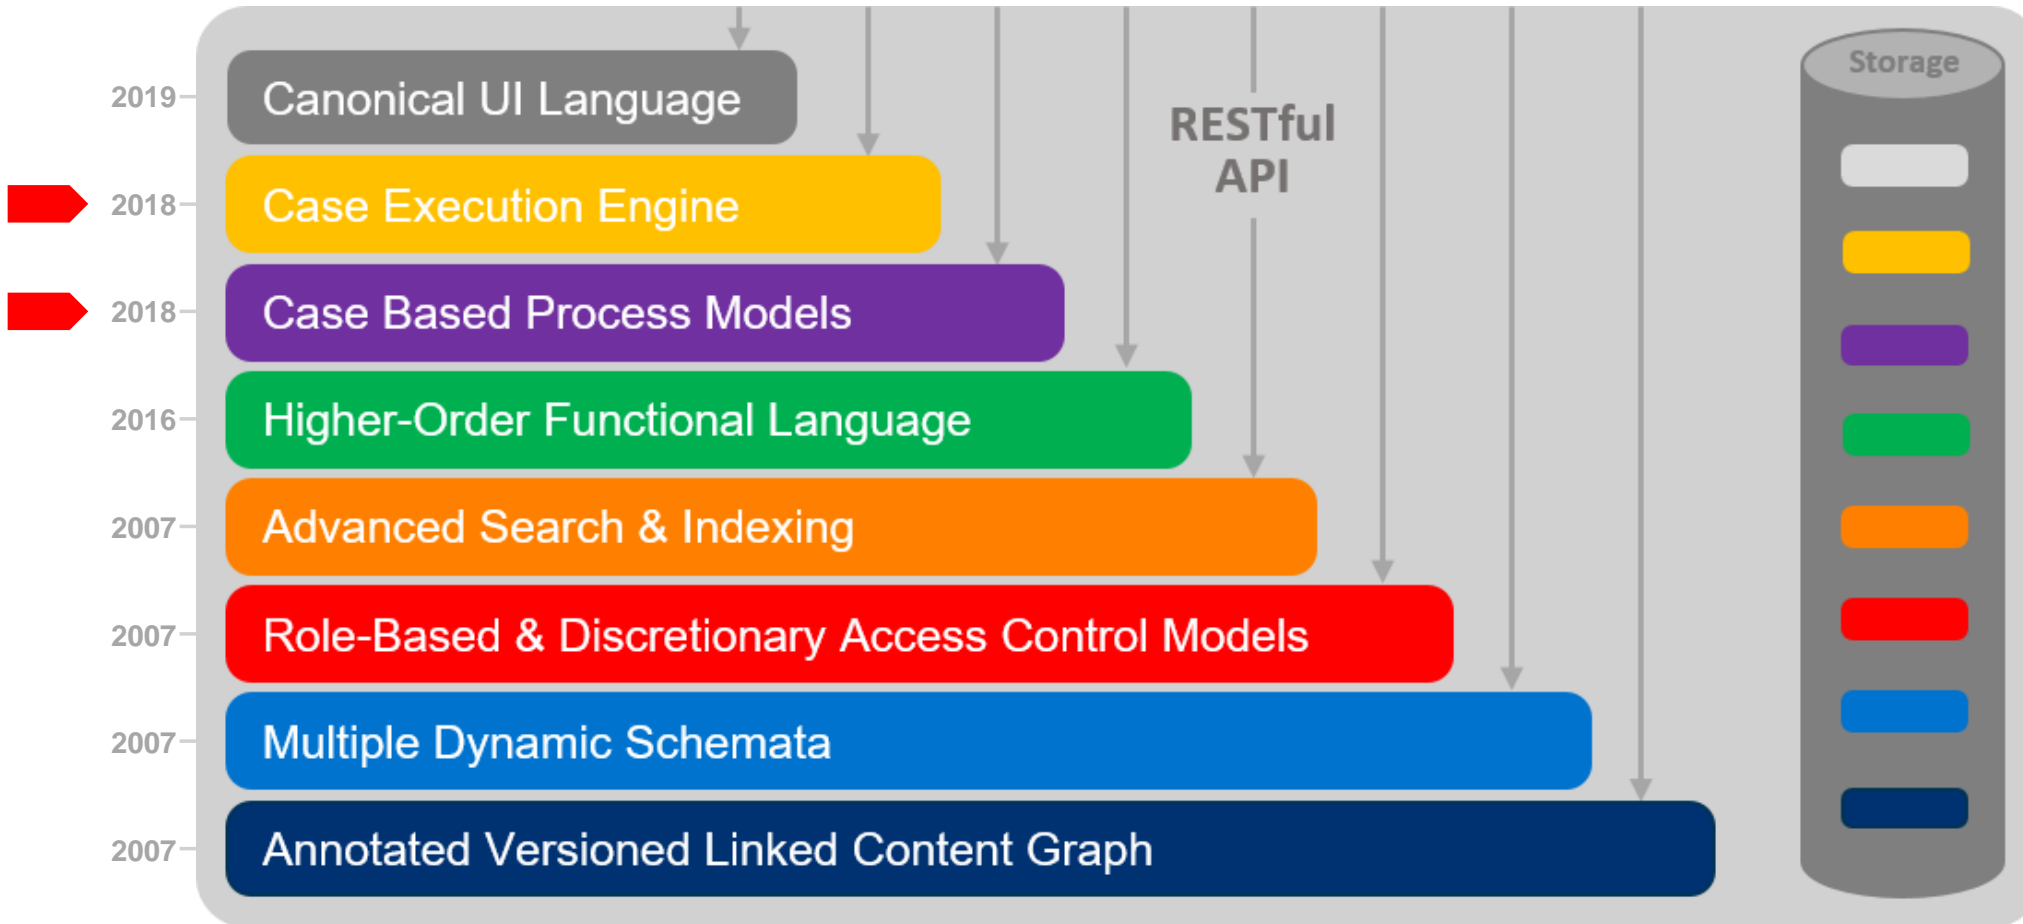 Storage
2019
Canonical UI Language
RESTful
API
2018
Case Execution Engine
2018
Case Based Process Models
2016
Higher-Order Functional Language
2007
Advanced Search & Indexing
2007
Role-Based & Discretionary Access Control Models
2007
Multiple Dynamic Schemata
2007
Annotated Versioned Linked Content Graph